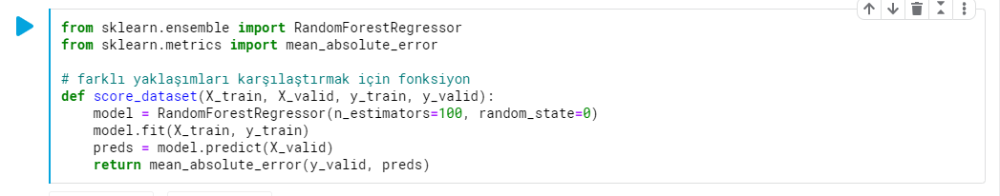 from sklearn.ensemble import RandomForestRegressor
from sklearn.metrics import mean_absolute_error

# farklı yaklaşımları karşılaştırmak için fonksiyon
def score_dataset(X_train, X_valid, y_train, y_valid):
    model = RandomForestRegressor(n_estimators=100, random_state=0)
    model.fit(X_train, y_train)
    preds = model.predict(X_valid)
    return mean_absolute_error(y_valid, preds)